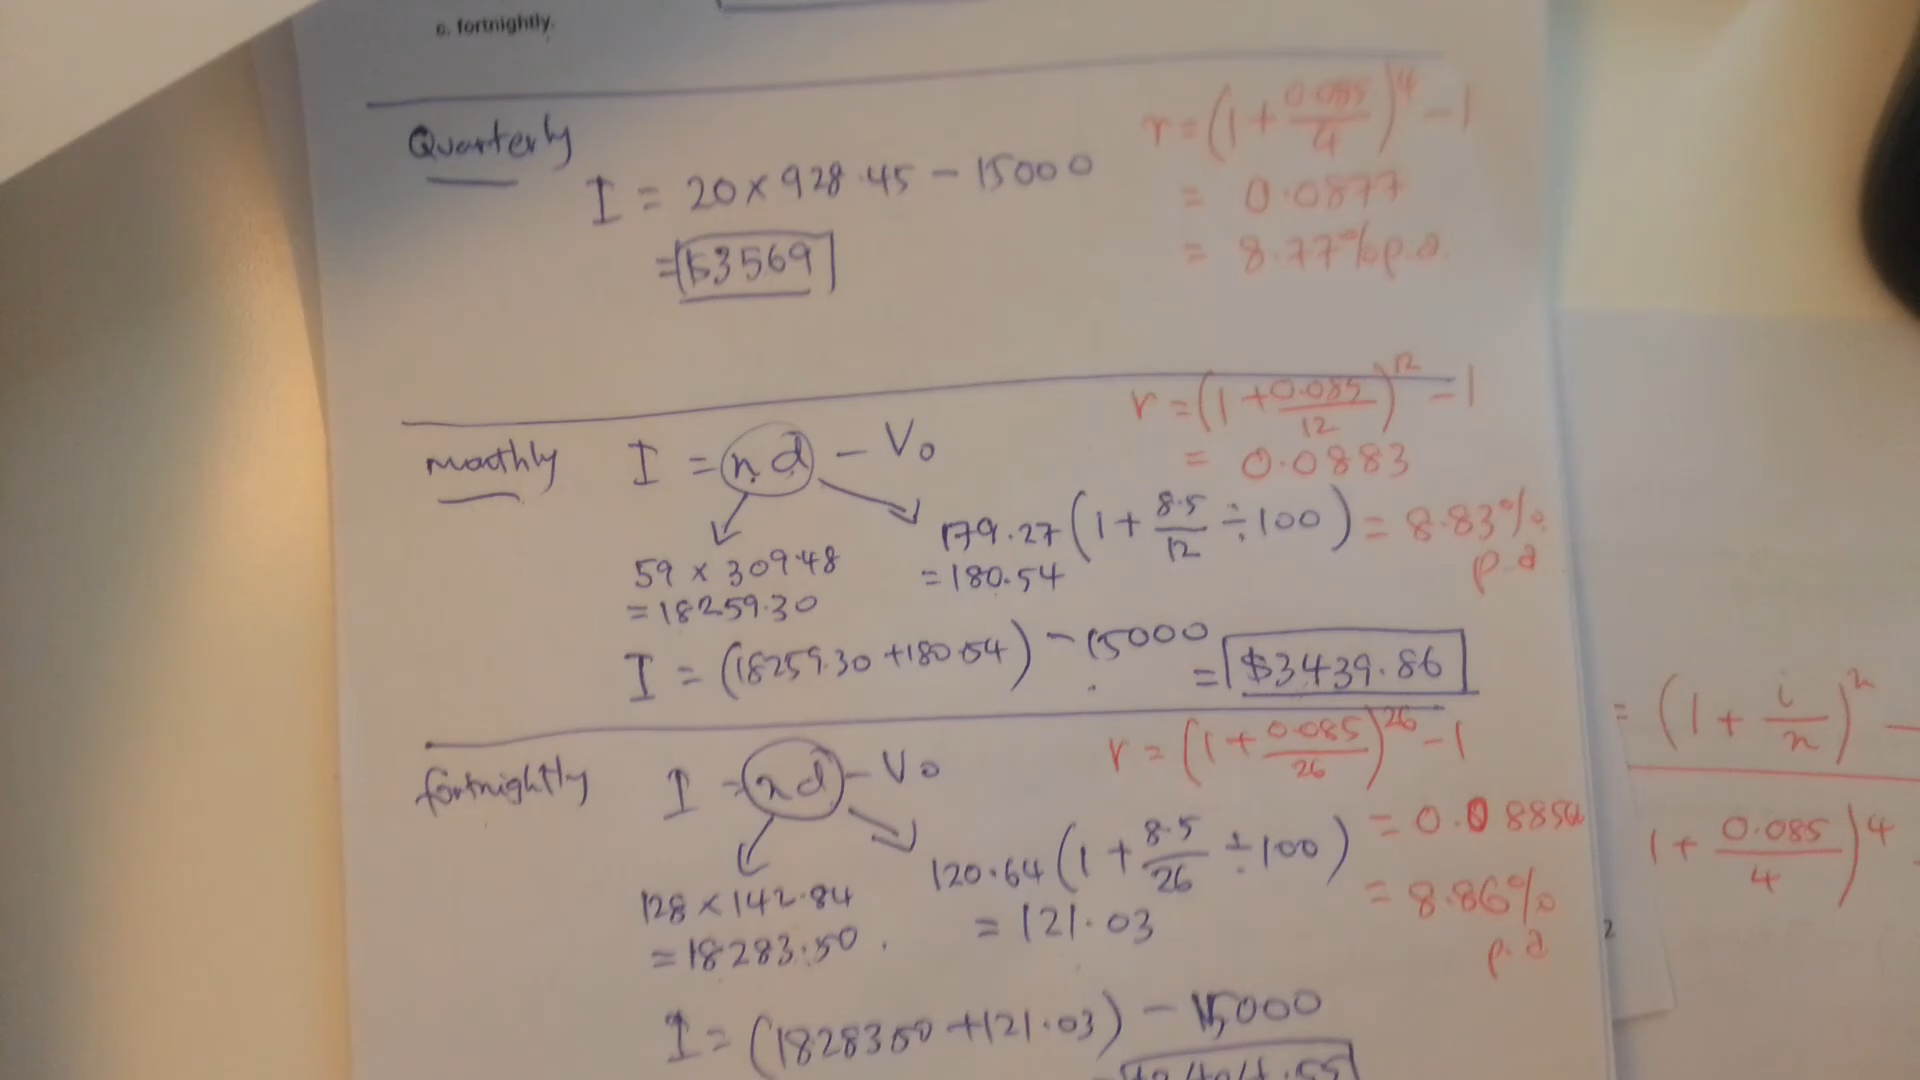 c. fortnightly.
Quarterly
I = 20 × 928.45 - 15000
= $3569
r = (1 + 0.085/4)^4 - 1
= 0.0877
= 8.77% p.a.
monthly
I = nd - V₀
r = (1 + 0.085/12)^12 - 1
= 0.0883
= 8.83% p.a
59 × 309.48
= 18259.30
179.27 (1 + 8.5/12 ÷ 100)
= 180.54
I = (18259.30 + 180.54) - 15000
= $3439.86
fortnightly
I = nd - V₀
r = (1 + 0.085/26)^26 - 1
= 0.0885
= 8.86% p.a
128 × 142.84
= 18283.50.
120.64 (1 + 8.5/26 ÷ 100)
= 121.03
I = (18283.50 + 121.03) - 15000
= (1 + i/n)^n -
1 + 0.085/4)^4
2